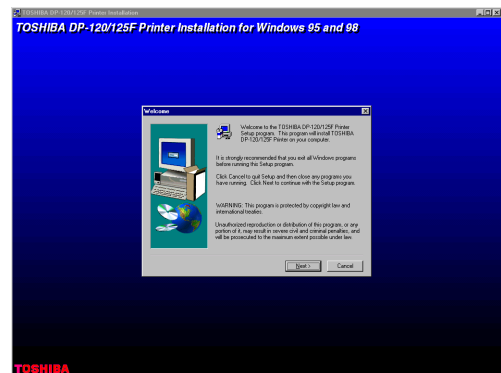 TOSHIBA DP-120/125F Printer Installation
TOSHIBA DP-120/125F Printer Installation for Windows 95 and 98
Welcome
Welcome to the TOSHIBA DP-120/125F Printer
Setup program. This program will install TOSHIBA
DP-120/125F Printer on your computer.
It is strongly recommended that you exit all Windows programs
before running this Setup program.
Click Cancel to quit Setup and then close any programs you
have running. Click Next to continue with the Setup program.
WARNING: This program is protected by copyright law and
international treaties.
Unauthorized reproduction or distribution of this program, or any
portion of it, may result in severe civil and criminal penalties, and
will be prosecuted to the maximum extent possible under law.
Next >
Cancel
TOSHIBA